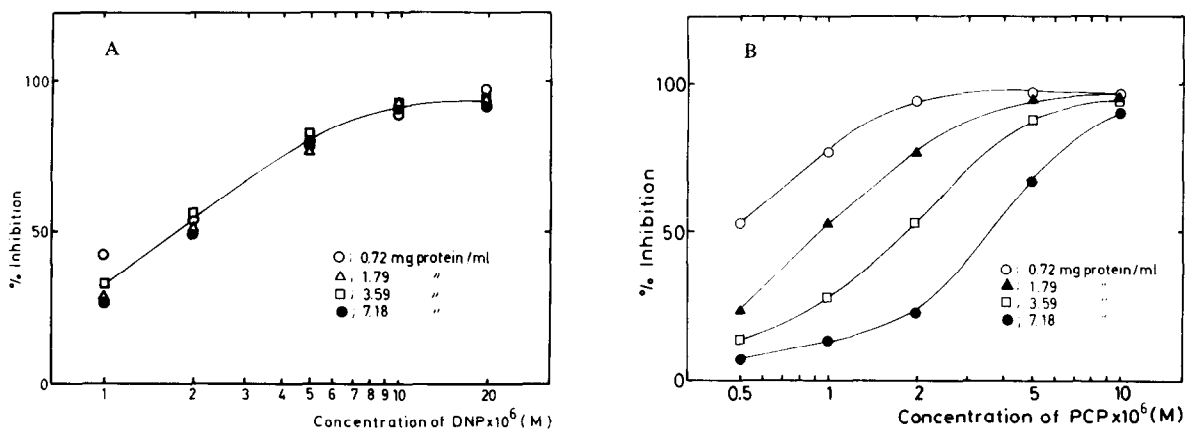 A
% Inhibition
100
50
0
O ; 0.72 mg protein/ml
△ ; 1.79 〃
□ ; 3.59 〃
● ; 7.18 〃
1 2 3 4 5 6 7 8 9 10 20
Concentration of DNP×10⁶ (M)
B
% Inhibition
100
50
0
O ; 0.72 mg protein/ml
▲ ; 1.79 〃
□ ; 3.59 〃
● ; 7.18 〃
0.5 1 2 5 10
Concentration of PCP×10⁶ (M)